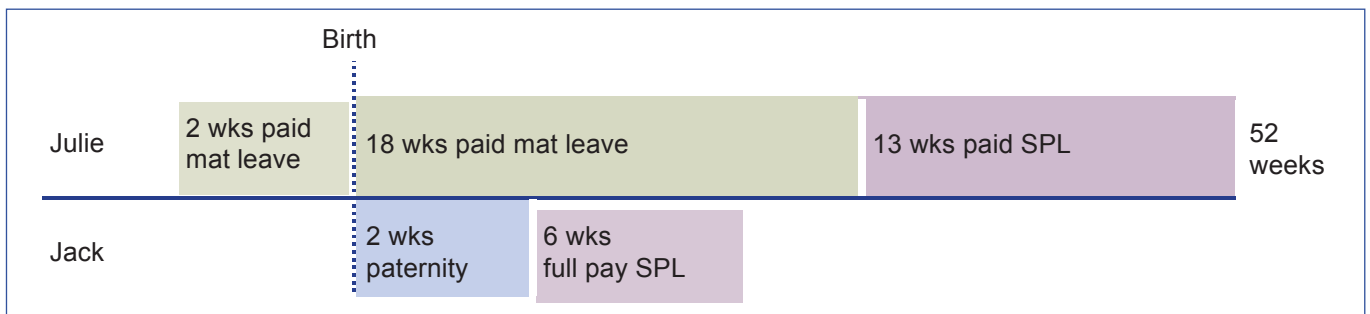 Birth
Julie
2 wks paid
mat leave
18 wks paid mat leave
13 wks paid SPL
52
weeks
Jack
2 wks
paternity
6 wks
full pay SPL